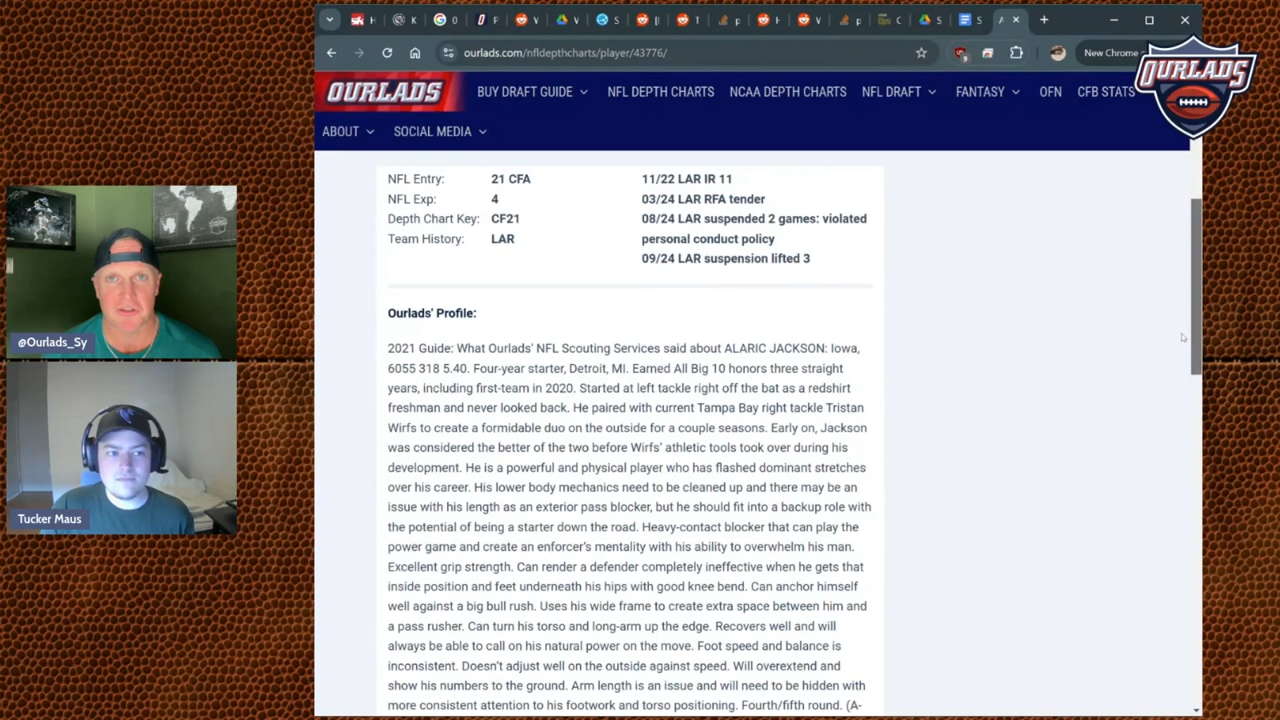 ourlads.com/nfldepthcharts/player/43776/
New Chrome
OURLADS
OURLADS
BUY DRAFT GUIDE
NFL DEPTH CHARTS
NCAA DEPTH CHARTS
NFL DRAFT
FANTASY
OFN
CFB STATS
ABOUT
SOCIAL MEDIA
NFL Entry: 21 CFA
NFL Exp: 4
Depth Chart Key: CF21
Team History: LAR
11/22 LAR IR 11
03/24 LAR RFA tender
08/24 LAR suspended 2 games: violated
personal conduct policy
09/24 LAR suspension lifted 3
Ourlads' Profile:
2021 Guide: What Ourlads' NFL Scouting Services said about ALARIC JACKSON: Iowa,
6055 318 5.40. Four-year starter, Detroit, MI. Earned All Big 10 honors three straight
years, including first-team in 2020. Started at left tackle right off the bat as a redshirt
freshman and never looked back. He paired with current Tampa Bay right tackle Tristan
Wirfs to create a formidable duo on the outside for a couple seasons. Early on, Jackson
was considered the better of the two before Wirfs' athletic tools took over during his
development. He is a powerful and physical player who has flashed dominant stretches
over his career. His lower body mechanics need to be cleaned up and there may be an
issue with his length as an exterior pass blocker, but he should fit into a backup role with
the potential of being a starter down the road. Heavy-contact blocker that can play the
power game and create an enforcer's mentality with his ability to overwhelm his man.
Excellent grip strength. Can render a defender completely ineffective when he gets that
inside position and feet underneath his hips with good knee bend. Can anchor himself
well against a big bull rush. Uses his wide frame to create extra space between him and
a pass rusher. Can turn his torso and long-arm up the edge. Recovers well and will
always be able to call on his natural power on the move. Foot speed and balance is
inconsistent. Doesn't adjust well on the outside against speed. Will overextend and
show his numbers to the ground. Arm length is an issue and will need to be hidden with
more consistent attention to his footwork and torso positioning. Fourth/fifth round. (A-
@Ourlads_Sy
Tucker Maus